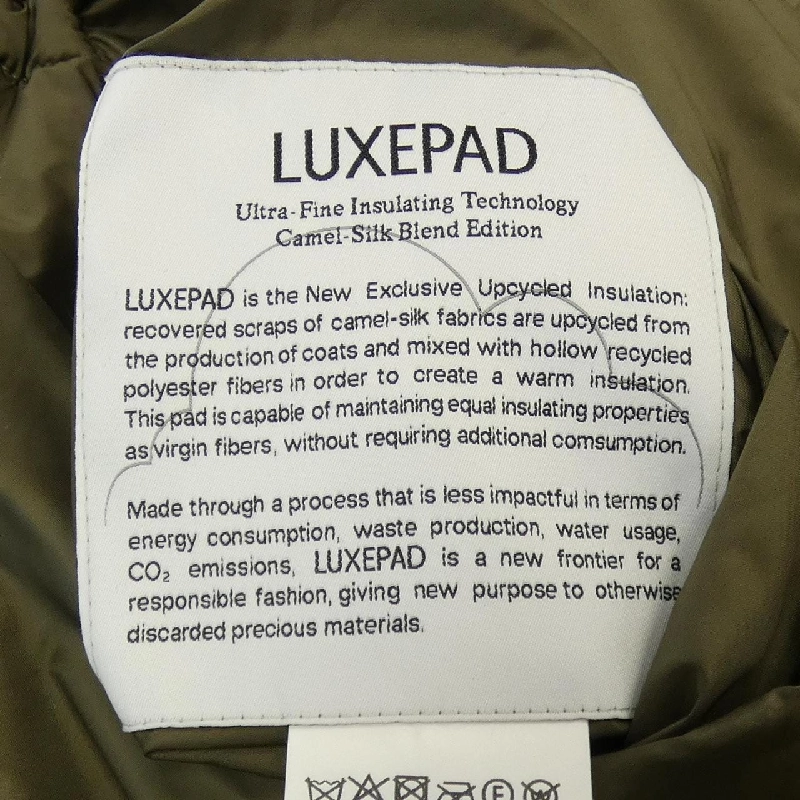 LUXEPAD
Ultra-Fine Insulating Technology
Camel-Silk Blend Edition
LUXEPAD is the New Exclusive Upcycled Insulation:
recovered scraps of camel-silk fabrics are upcycled from
the production of coats and mixed with hollow recycled
polyester fibers in order to create a warm insulation.
This pad is capable of maintaining equal insulating properties
as virgin fibers, without requiring additional comsumption.
Made through a process that is less impactful in terms of
energy consumption, waste production, water usage,
CO₂ emissions, LUXEPAD is a new frontier for a
responsible fashion, giving new purpose to otherwise
discarded precious materials.
F W